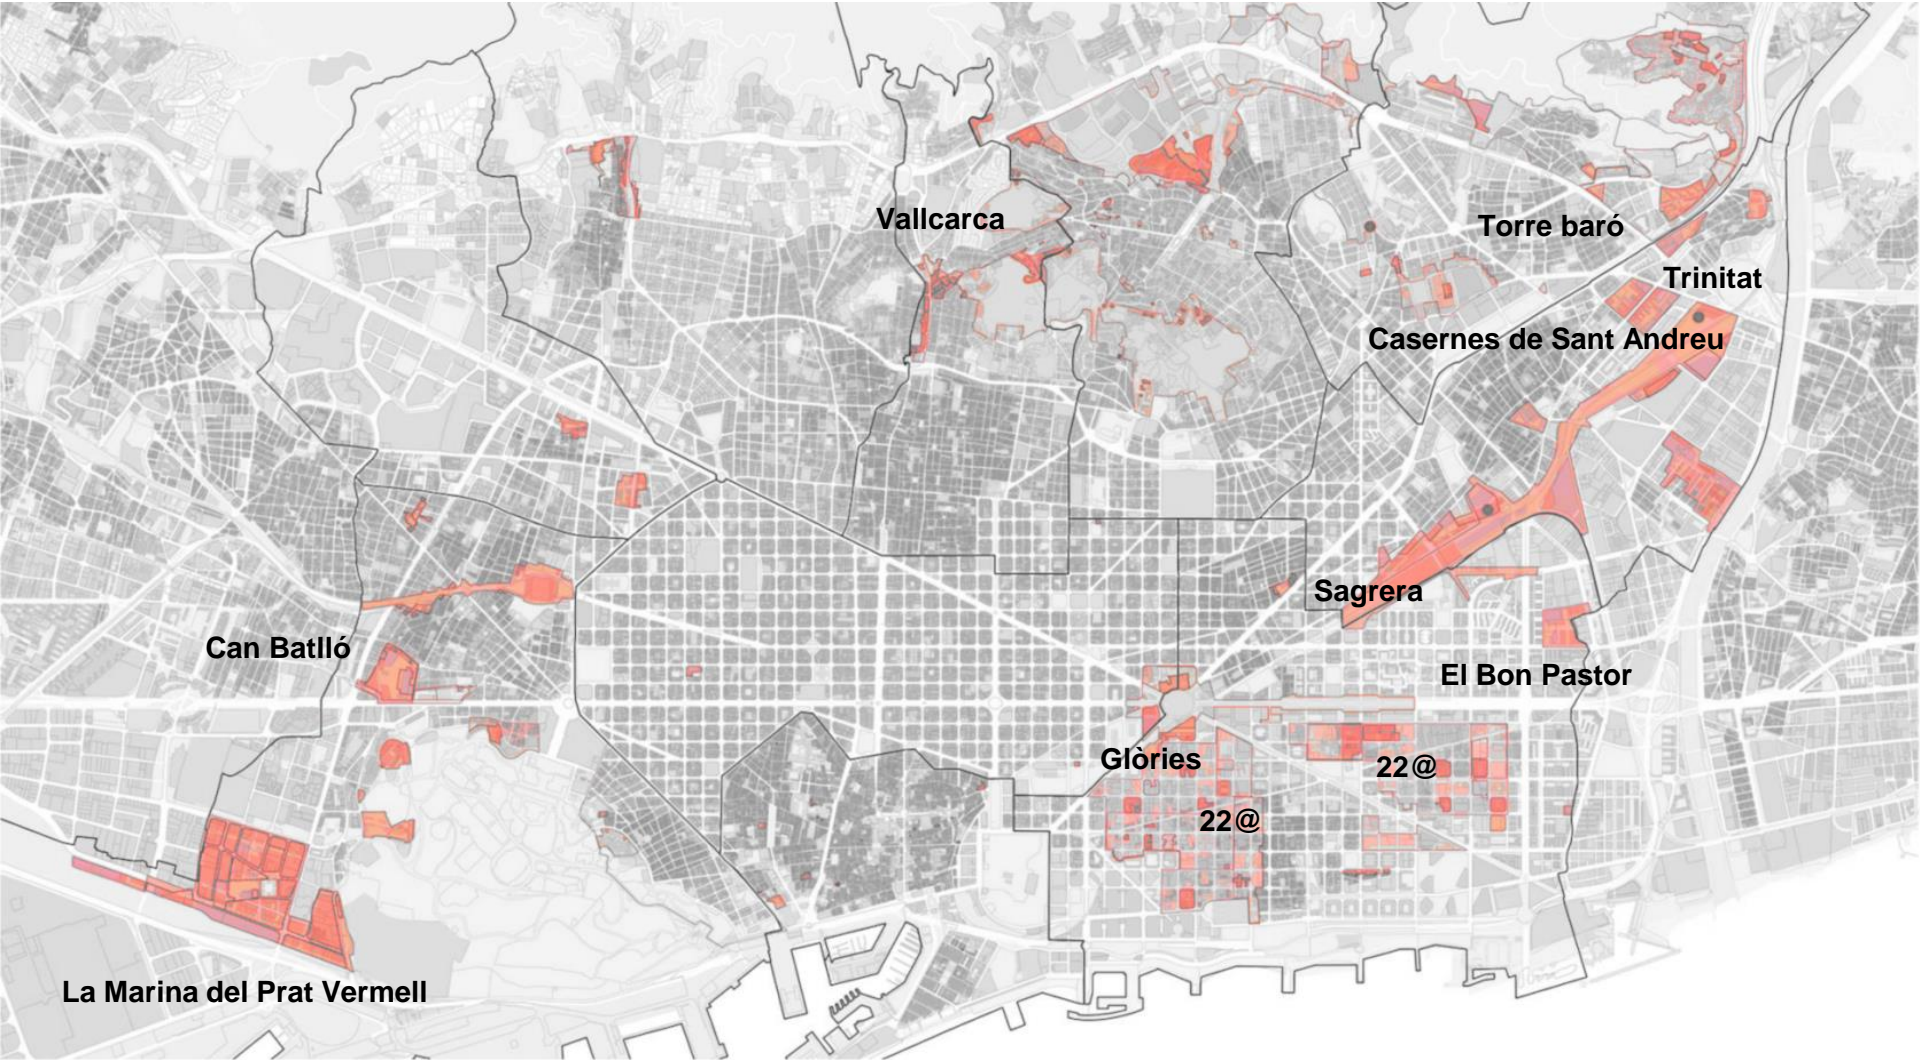 Vallcarca
Torre baró
Trinitat
Casernes de Sant Andreu
Sagrera
Can Batlló
El Bon Pastor
Glòries
22@
22@
La Marina del Prat Vermell